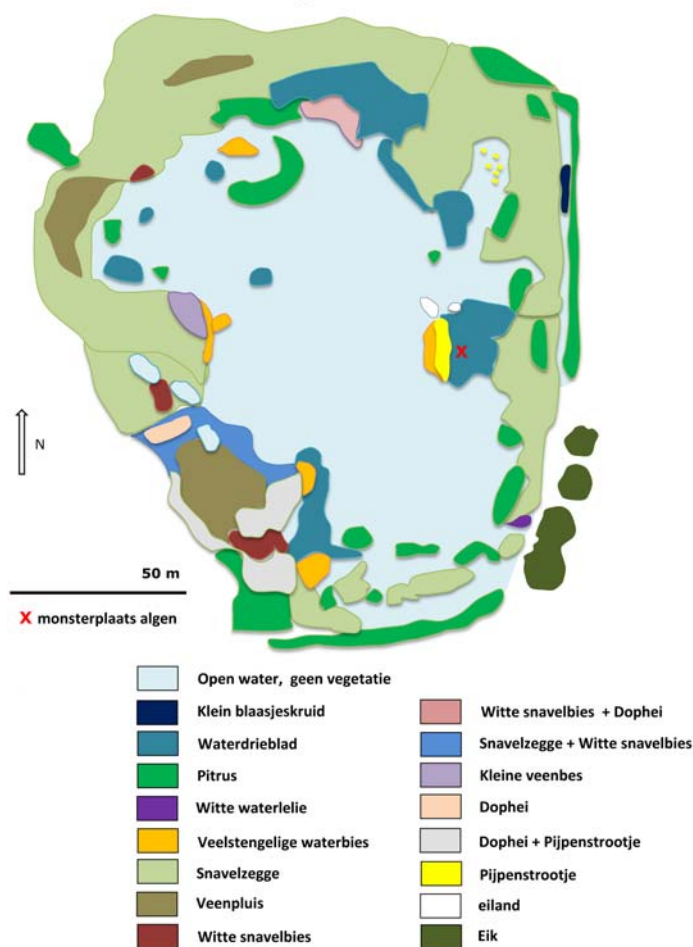 X
N
50 m
X monsterplaats algen
Open water, geen vegetatie
Klein blaasjeskruid
Waterdrieblad
Pitrus
Witte waterlelie
Veelstengelige waterbies
Snavelzegge
Veenpluis
Witte snavelbies
Witte snavelbies + Dophei
Snavelzegge + Witte snavelbies
Kleine veenbes
Dophei
Dophei + Pijpenstrootje
Pijpenstrootje
eiland
Eik